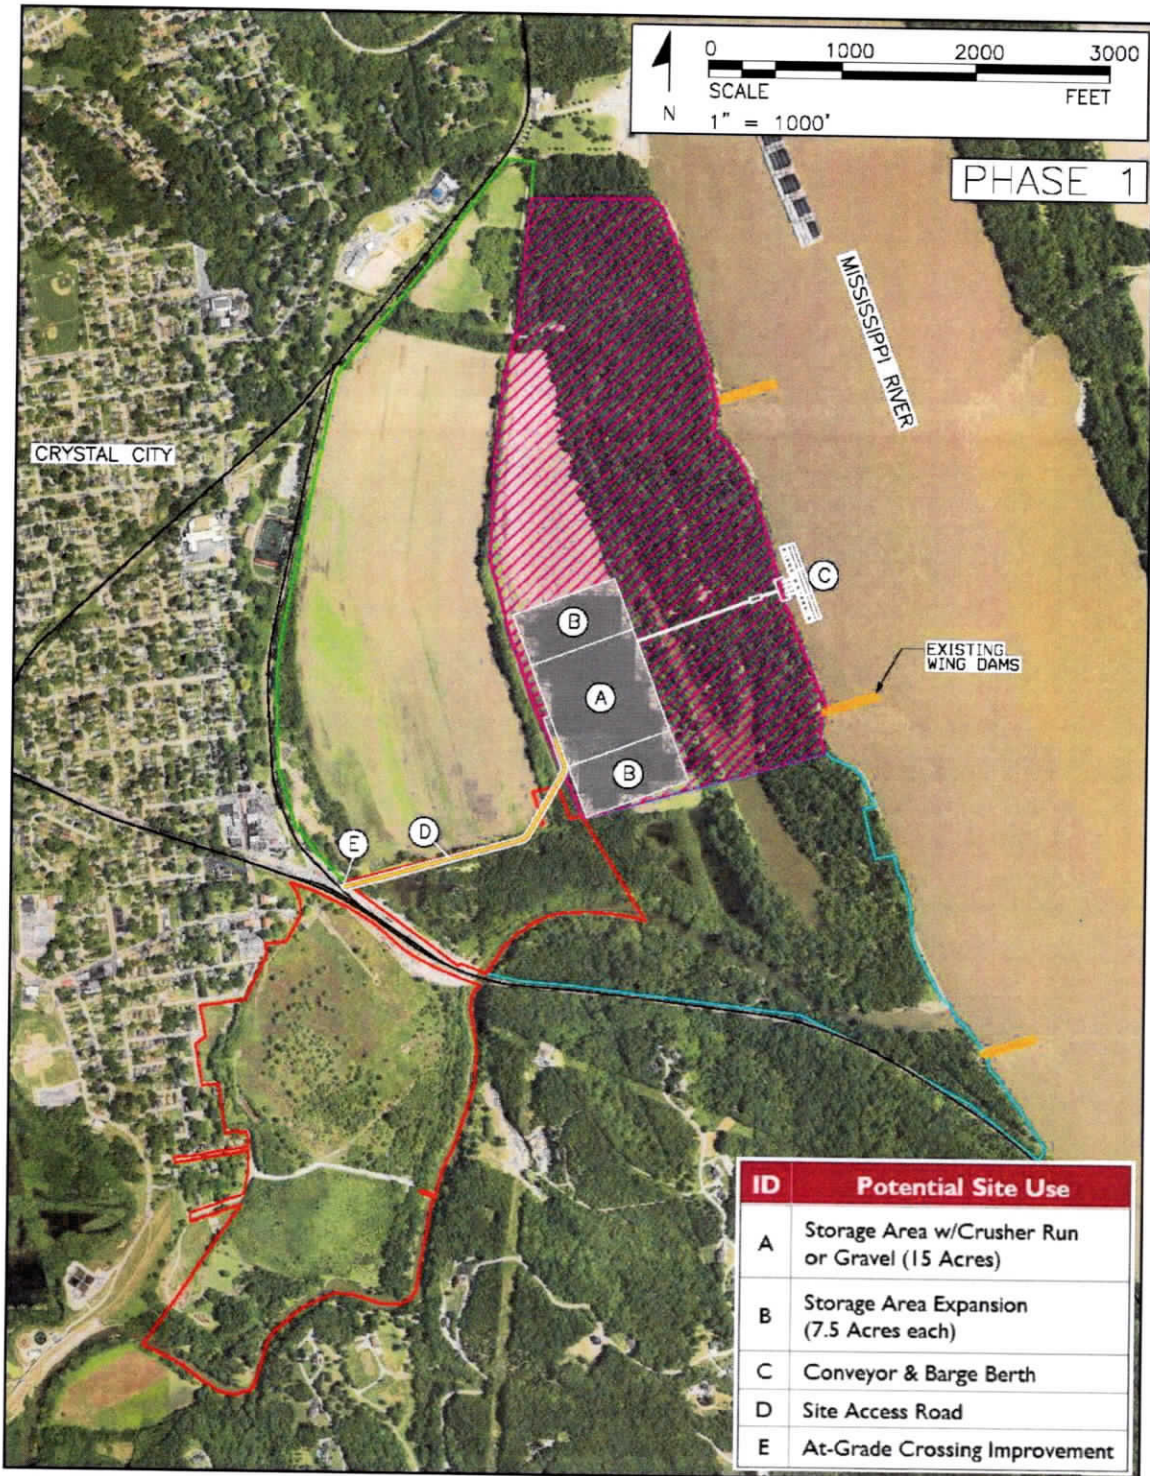 0 1000 2000 3000
SCALE FEET
N 1" = 1000'
PHASE 1
MISSISSIPPI RIVER
CRYSTAL CITY
B
C
EXISTING
WING DAMS
A
B
D
E
ID Potential Site Use
A Storage Area w/Crusher Run
or Gravel (15 Acres)
B Storage Area Expansion
(7.5 Acres each)
C Conveyor & Barge Berth
D Site Access Road
E At-Grade Crossing Improvement